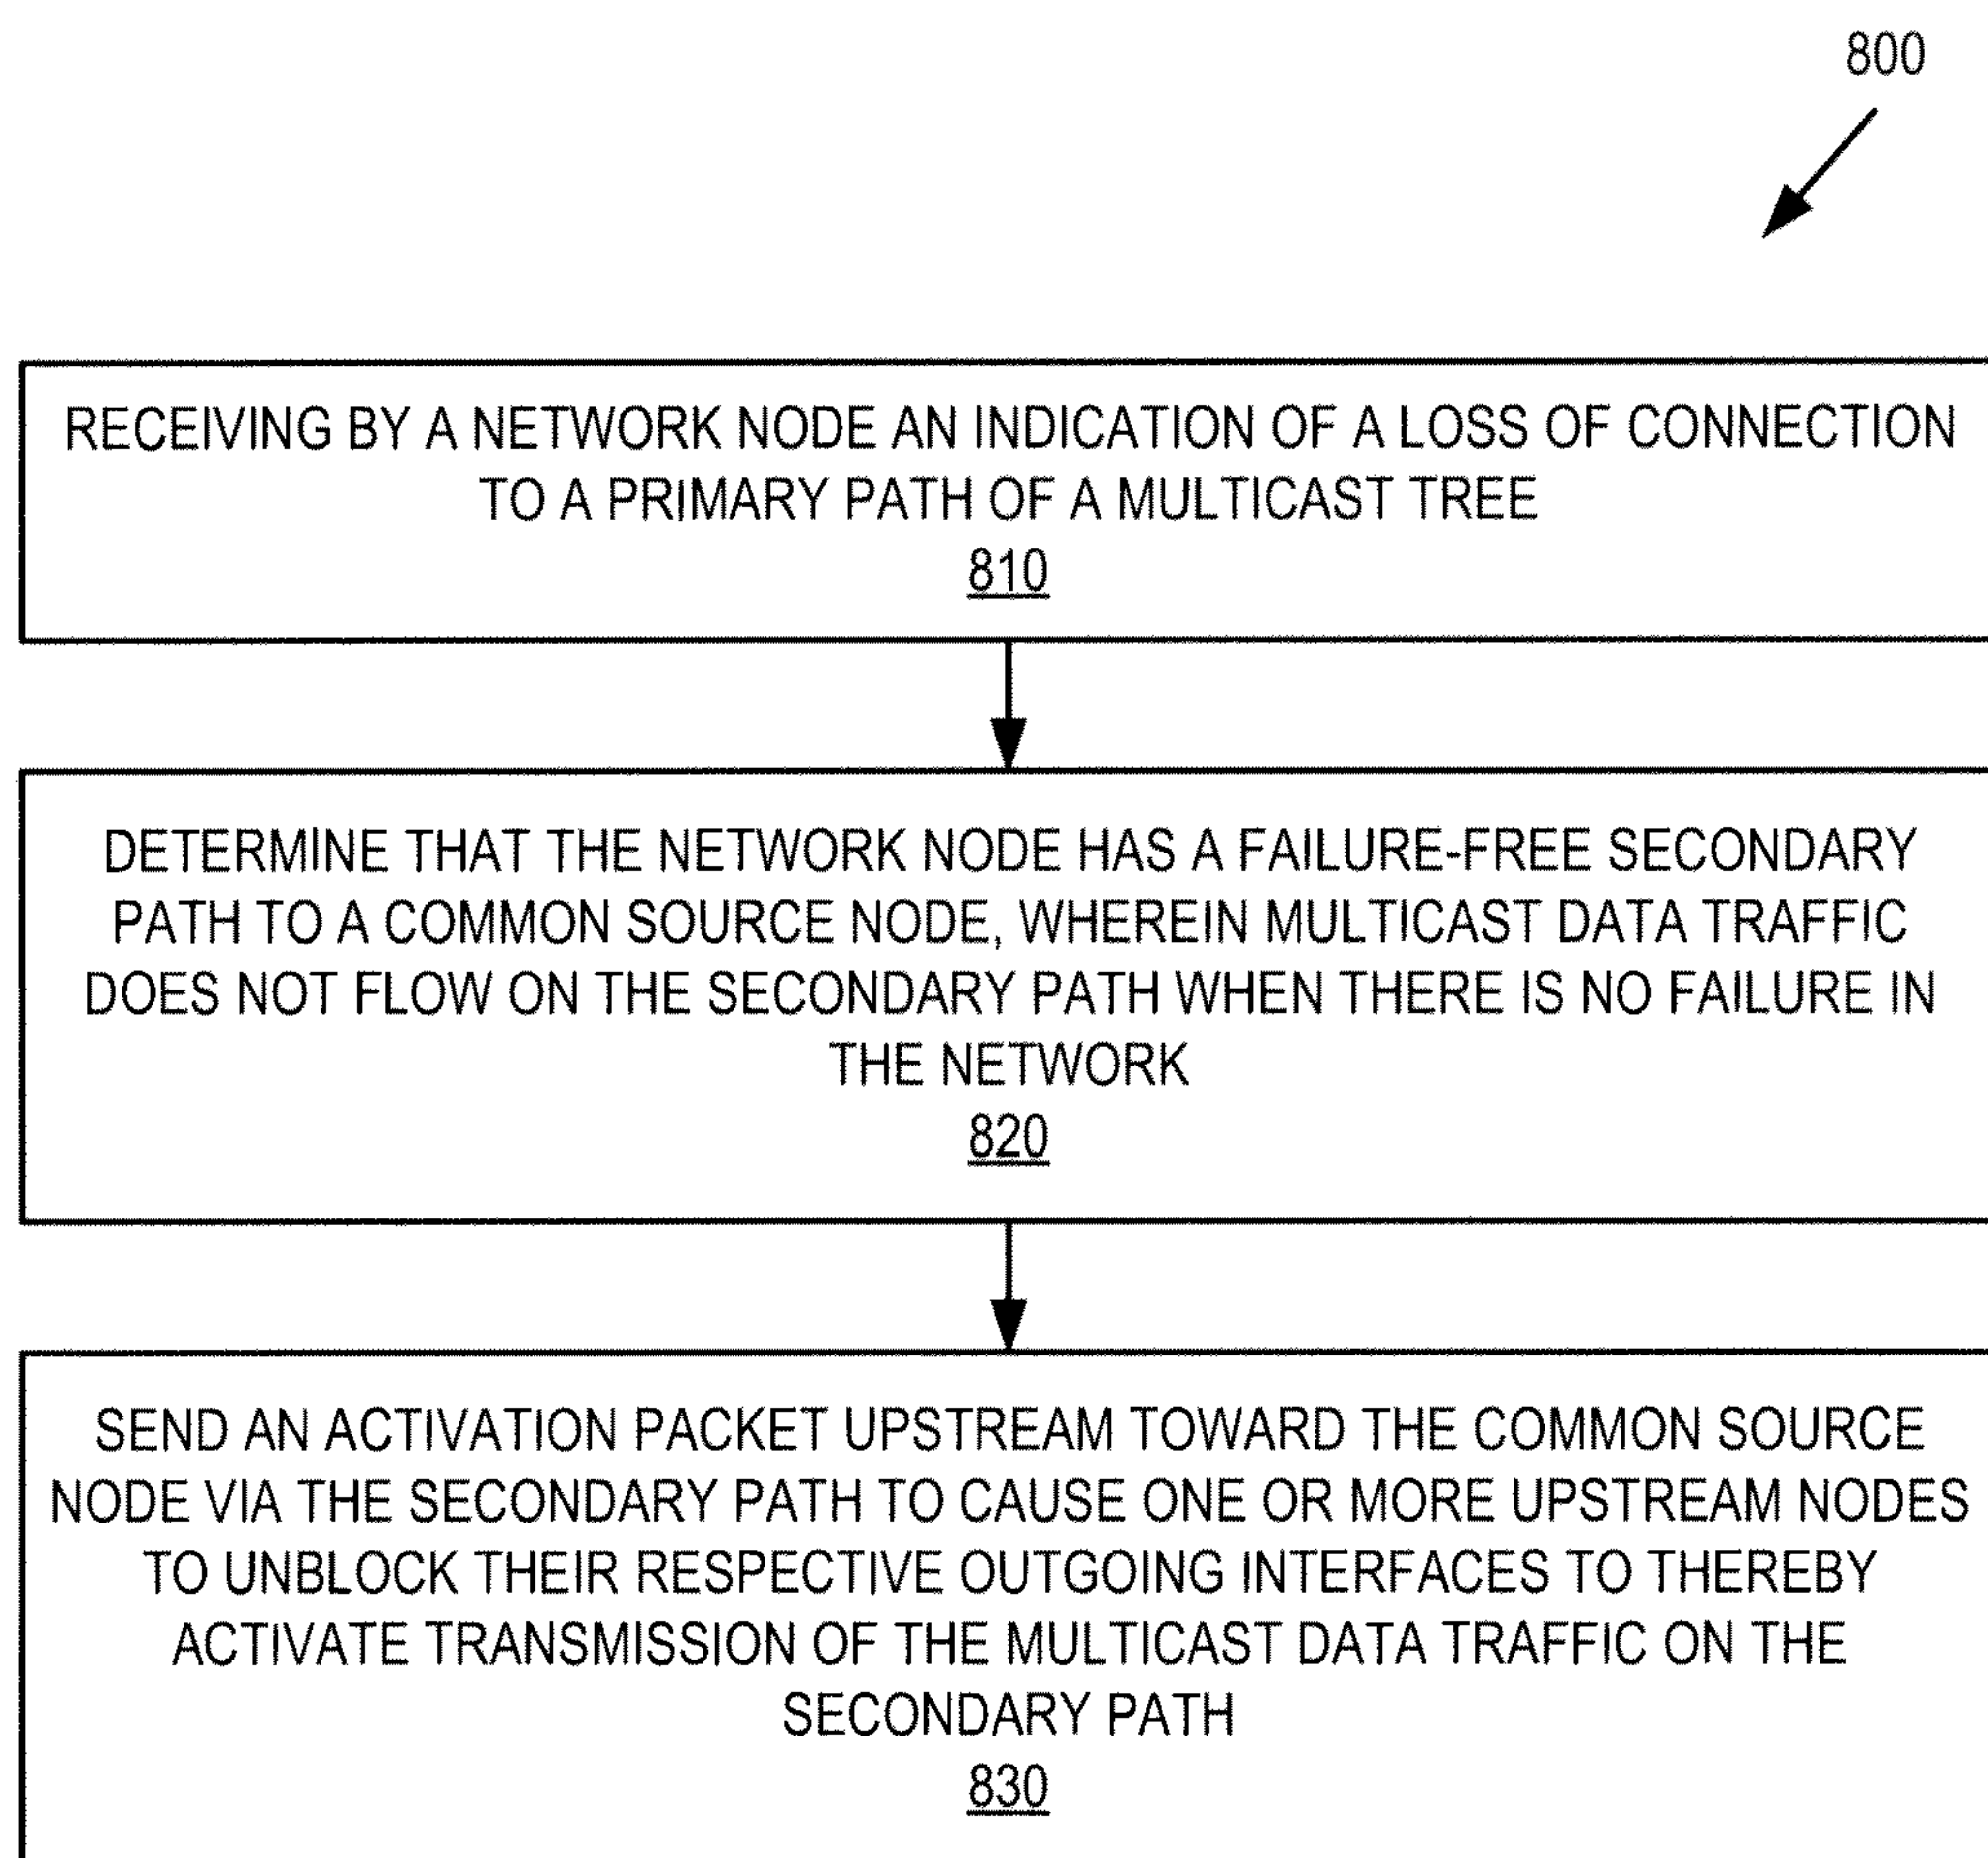 800
RECEIVING BY A NETWORK NODE AN INDICATION OF A LOSS OF CONNECTION
TO A PRIMARY PATH OF A MULTICAST TREE
810
DETERMINE THAT THE NETWORK NODE HAS A FAILURE-FREE SECONDARY
PATH TO A COMMON SOURCE NODE, WHEREIN MULTICAST DATA TRAFFIC
DOES NOT FLOW ON THE SECONDARY PATH WHEN THERE IS NO FAILURE IN
THE NETWORK
820
SEND AN ACTIVATION PACKET UPSTREAM TOWARD THE COMMON SOURCE
NODE VIA THE SECONDARY PATH TO CAUSE ONE OR MORE UPSTREAM NODES
TO UNBLOCK THEIR RESPECTIVE OUTGOING INTERFACES TO THEREBY
ACTIVATE TRANSMISSION OF THE MULTICAST DATA TRAFFIC ON THE
SECONDARY PATH
830